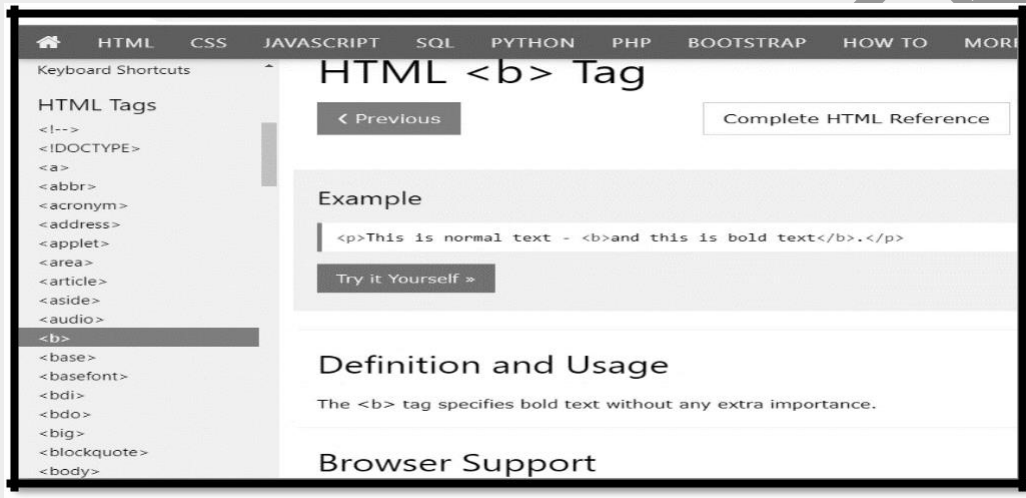 HTML CSS JAVASCRIPT SQL PYTHON PHP BOOTSTRAP HOW TO
Keyboard Shortcuts
HTML Tags
<!-->
<!DOCTYPE>
<a>
<abbr>
<acronym>
<address>
<applet>
<area>
<article>
<aside>
<audio>
<b>
<base>
<basefont>
<bdi>
<bdo>
<big>
<blockquote>
<body>
HTML <b> Tag
❮ Previous
Complete HTML Reference
Example
<p>This is normal text - <b>and this is bold text</b>.</p>
Try it Yourself »
Definition and Usage
The <b> tag specifies bold text without any extra importance.
Browser Support